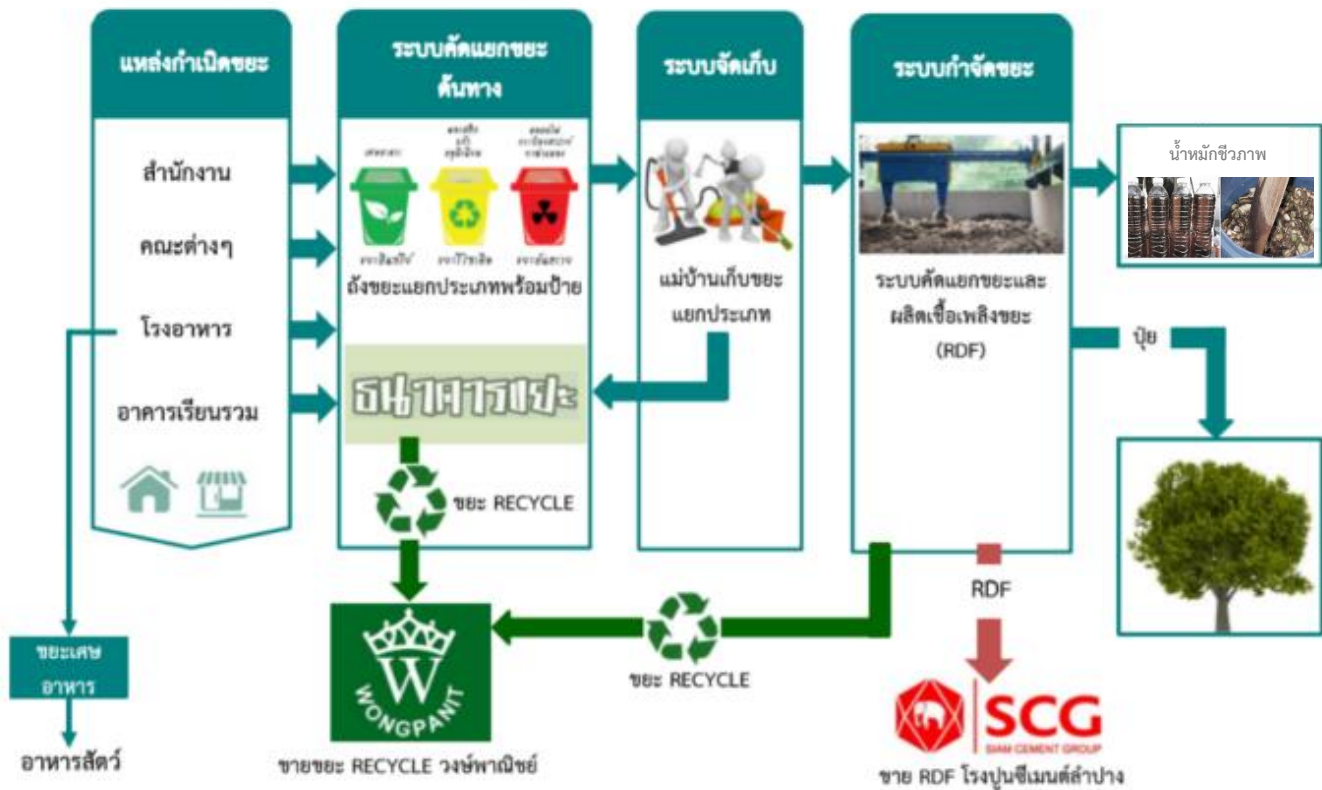 แหล่งกำเนิดขยะ
สำนักงาน
คณะต่างๆ
โรงอาหาร
อาคารเรียนรวม
ระบบคัดแยกขยะ
ต้นทาง
ถังขยะแยกประเภทพร้อมป้าย
ธนาคารขยะ
ขยะ RECYCLE
ระบบจัดเก็บ
แม่บ้านเก็บขยะ
แยกประเภท
ระบบกำจัดขยะ
ระบบคัดแยกขยะและ
ผลิตเชื้อเพลิงขยะ
(RDF)
น้ำหมักชีวภาพ
ปุ๋ย
RDF
ขยะ RECYCLE
ขยะเศษ
อาหาร
อาหารสัตว์
W
WONGPANIT
ขายขยะ RECYCLE วงษ์พาณิชย์
SCG
SIAM CEMENT GROUP
ขาย RDF โรงปูนซีเมนต์ลำปาง